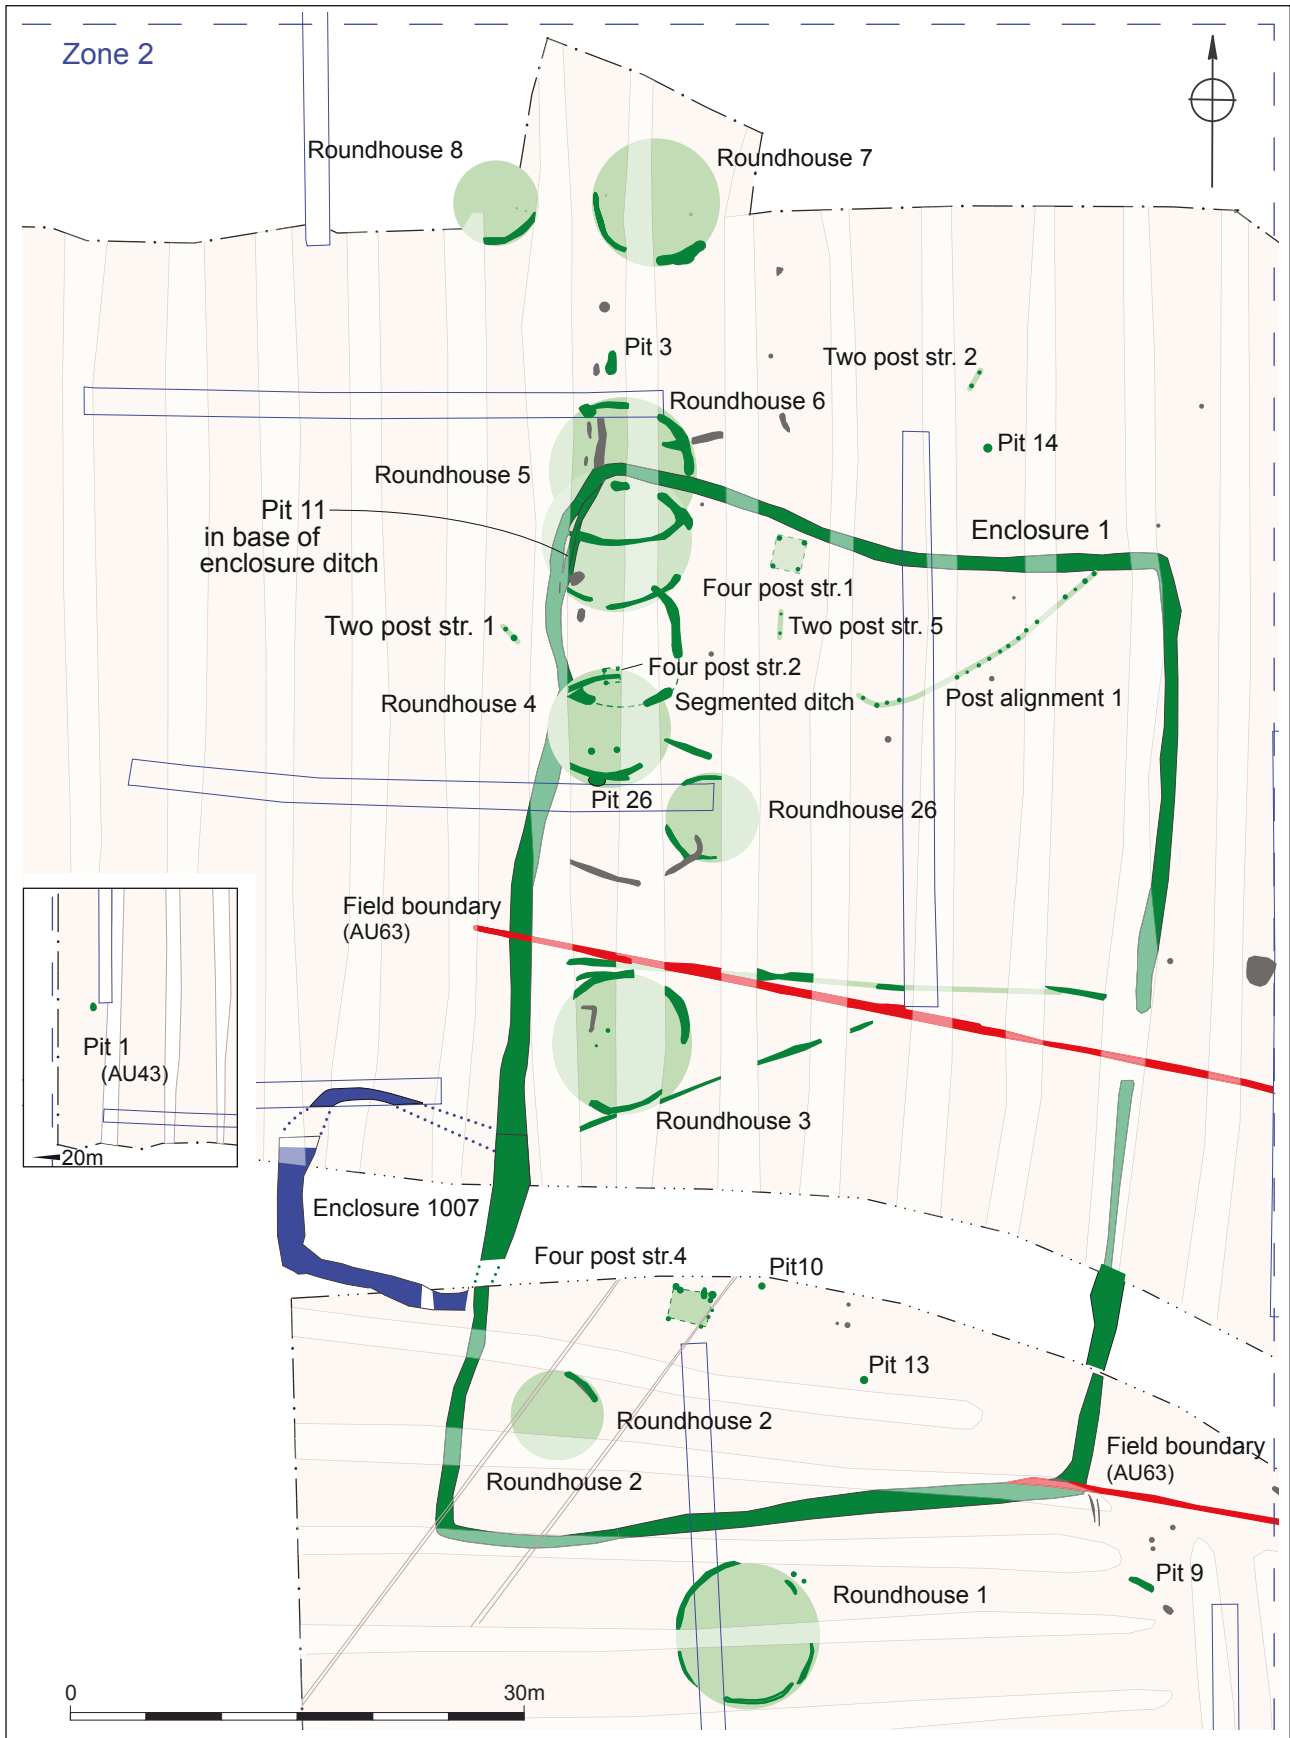 Zone 2
Roundhouse 8
Roundhouse 7
Pit 3
Two post str. 2
Roundhouse 6
Pit 14
Roundhouse 5
Pit 11
in base of
enclosure ditch
Enclosure 1
Four post str.1
Two post str. 1
Two post str. 5
Four post str.2
Roundhouse 4
Segmented ditch
Post alignment 1
Pit 26
Roundhouse 26
Field boundary
(AU63)
Pit 1
(AU43)
20m
Roundhouse 3
Enclosure 1007
Four post str.4
Pit10
Pit 13
Roundhouse 2
Roundhouse 2
Field boundary
(AU63)
Pit 9
Roundhouse 1
0
30m